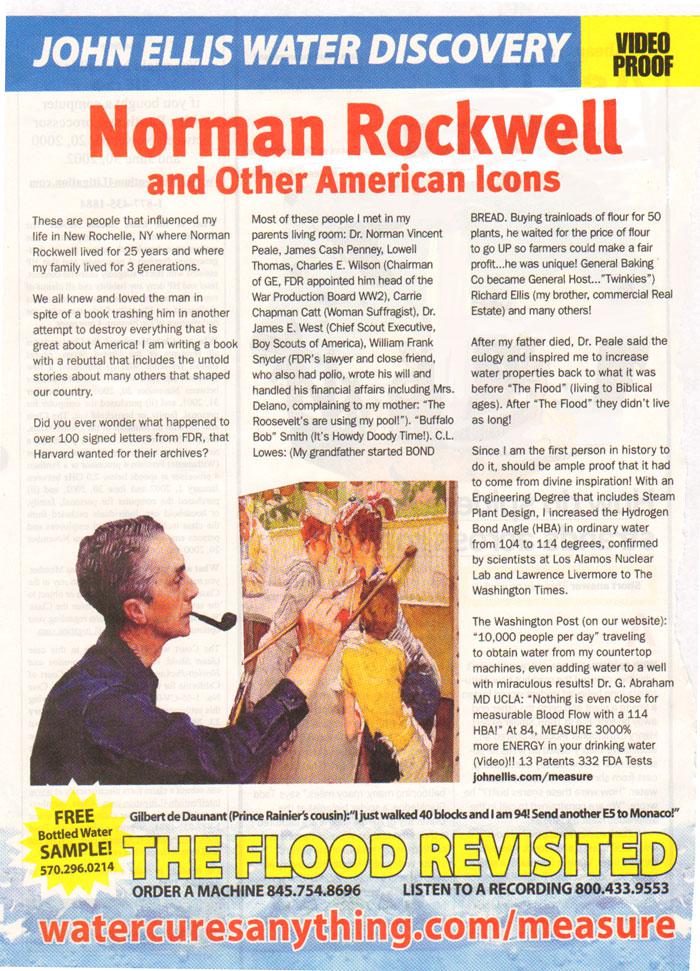 JOHN ELLIS WATER DISCOVERY
VIDEO
PROOF
Norman Rockwell
and Other American Icons
These are people that influenced my
life in New Rochelle, NY where Norman
Rockwell lived for 25 years and where
my family lived for 3 generations.
We all knew and loved the man in
spite of a book trashing him in another
attempt to destroy everything that is
great about America! I am writing a book
with a rebuttal that includes the untold
stories about many others that shaped
our country.
Did you ever wonder what happened to
over 100 signed letters from FDR, that
Harvard wanted for their archives?
Most of these people I met in my
parents living room: Dr. Norman Vincent
Peale, James Cash Penney, Lowell
Thomas, Charles E. Wilson (Chairman
of GE, FDR appointed him head of the
War Production Board WW2), Carrie
Chapman Catt (Woman Suffragist), Dr.
James E. West (Chief Scout Executive,
Boy Scouts of America), William Frank
Snyder (FDR's lawyer and close friend,
who also had polio, wrote his will and
handled his financial affairs including Mrs.
Delano, complaining to my mother: "The
Roosevelt's are using my pool!"). "Buffalo
Bob" Smith (It's Howdy Doody Time!). C.L.
Lowes: (My grandfather started BOND
BREAD. Buying trainloads of flour for 50
plants, he waited for the price of flour
to go UP so farmers could make a fair
profit...he was unique! General Baking
Co became General Host..."Twinkies")
Richard Ellis (my brother, commercial Real
Estate) and many others!
After my father died, Dr. Peale said the
eulogy and inspired me to increase
water properties back to what it was
before "The Flood" (living to Biblical
ages). After "The Flood" they didn't live
as long!
Since I am the first person in history to
do it, should be ample proof that it had
to come from divine inspiration! With an
Engineering Degree that includes Steam
Plant Design, I increased the Hydrogen
Bond Angle (HBA) in ordinary water
from 104 to 114 degrees, confirmed
by scientists at Los Alamos Nuclear
Lab and Lawrence Livermore to The
Washington Times.
The Washington Post (on our website):
"10,000 people per day" traveling
to obtain water from my countertop
machines, even adding water to a well
with miraculous results! Dr. G. Abraham
MD UCLA: "Nothing is even close for
measurable Blood Flow with a 114
HBA!" At 84, MEASURE 3000%
more ENERGY in your drinking water
(Video)!! 13 Patents 332 FDA Tests
johnellis.com/measure
FREE
Bottled Water
SAMPLE!
570.296.0214
Gilbert de Daunant (Prince Rainier's cousin):"I just walked 40 blocks and I am 94! Send another E5 to Monaco!"
THE FLOOD REVISITED
ORDER A MACHINE 845.754.8696 LISTEN TO A RECORDING 800.433.9553
watercuresanything.com/measure